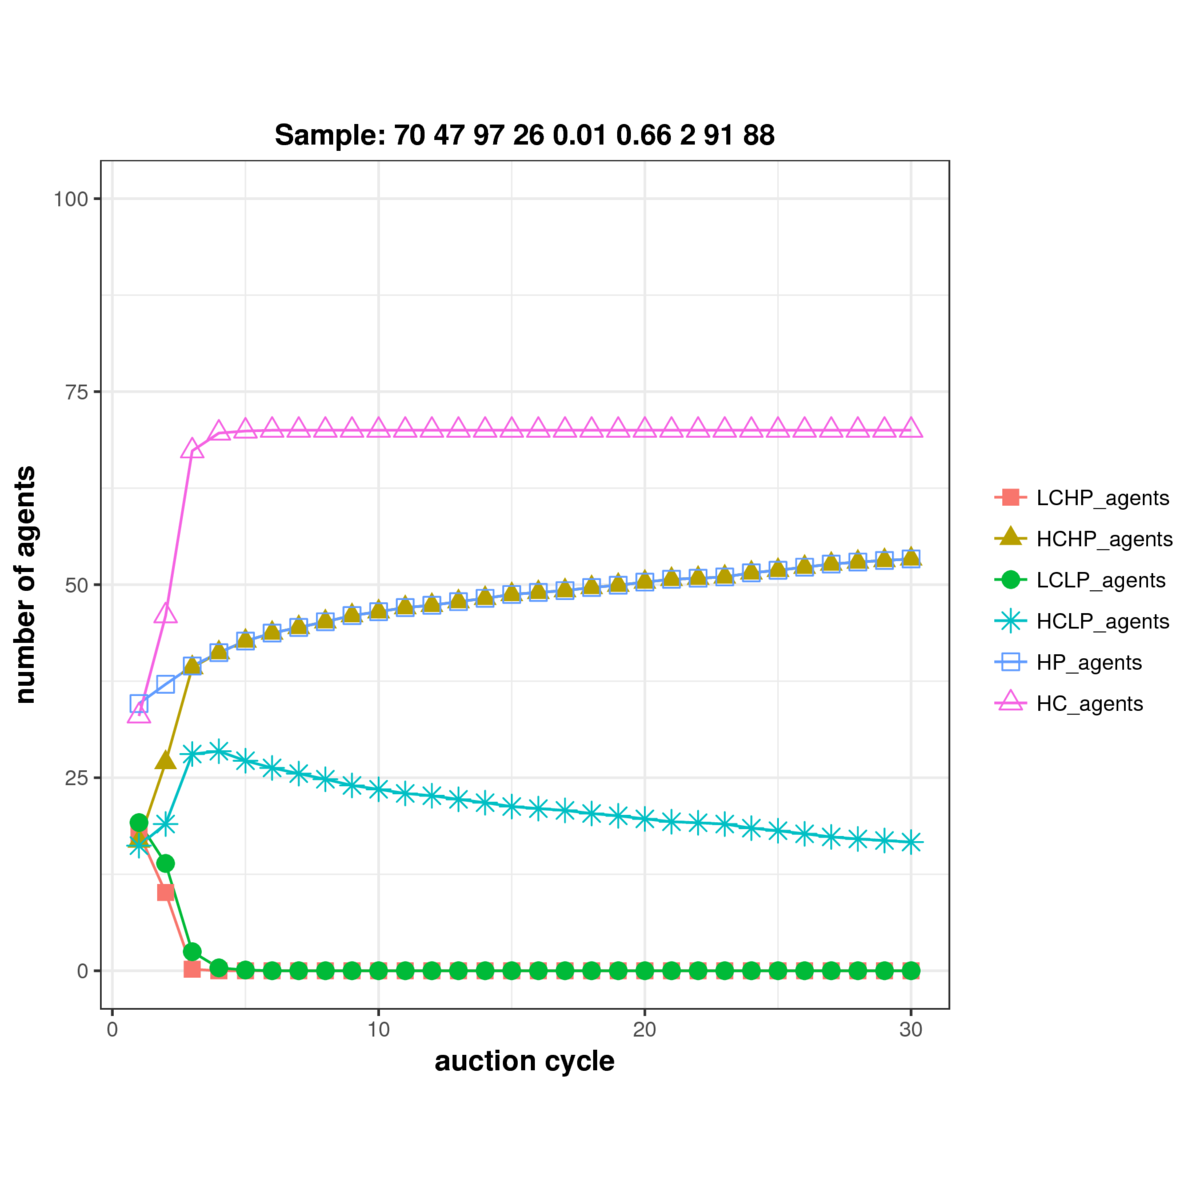 Sample: 70 47 97 26 0.01 0.66 2 91 88
100
75
50
25
0
number of agents
0 10 20 30
auction cycle
LCHP_agents
HCHP_agents
LCLP_agents
HCLP_agents
HP_agents
HC_agents